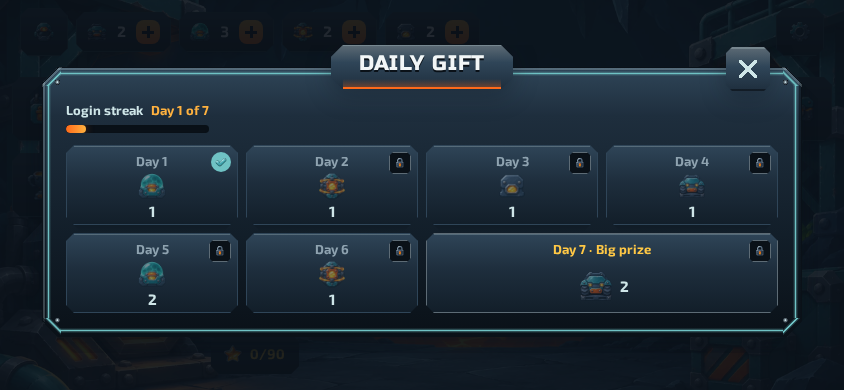 2 3 2 2
DAILY GIFT
Login streak Day 1 of 7
Day 1
1
Day 2
1
Day 3
1
Day 4
1
Day 5
2
Day 6
1
Day 7 · Big prize
2
0/90